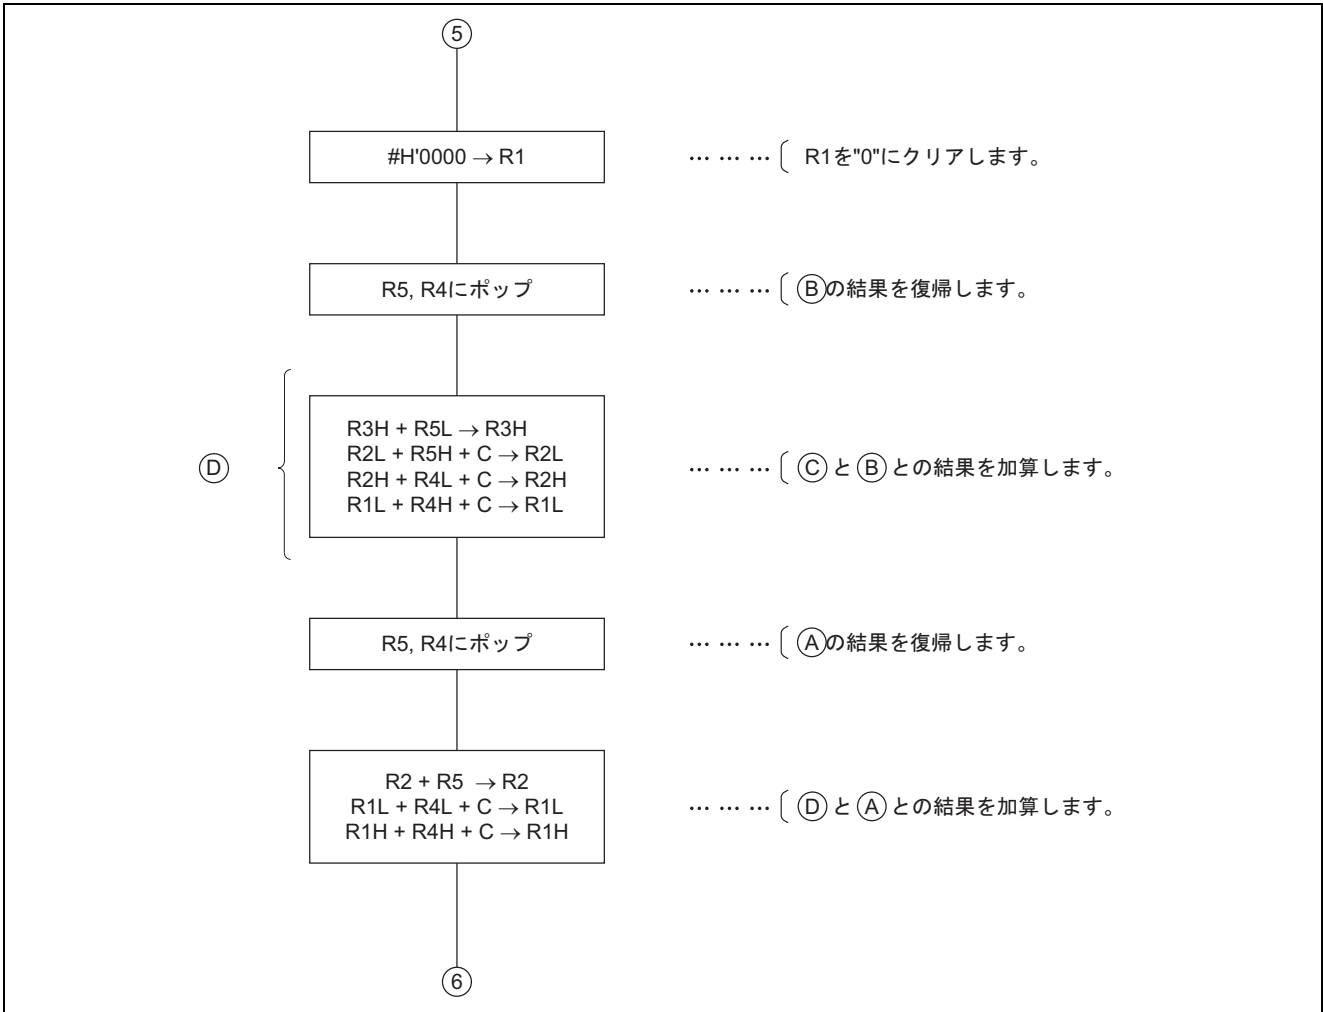 ⑤
#H'0000 → R1 … … … R1を"0"にクリアします。
R5, R4にポップ … … … Ⓑの結果を復帰します。
R3H + R5L → R3H
R2L + R5H + C → R2L
Ⓓ … … … ⒸとⒷとの結果を加算します。
R2H + R4L + C → R2H
R1L + R4H + C → R1L
R5, R4にポップ … … … Ⓐの結果を復帰します。
R2 + R5 → R2
R1L + R4L + C → R1L … … … ⒹとⒶとの結果を加算します。
R1H + R4H + C → R1H
⑥